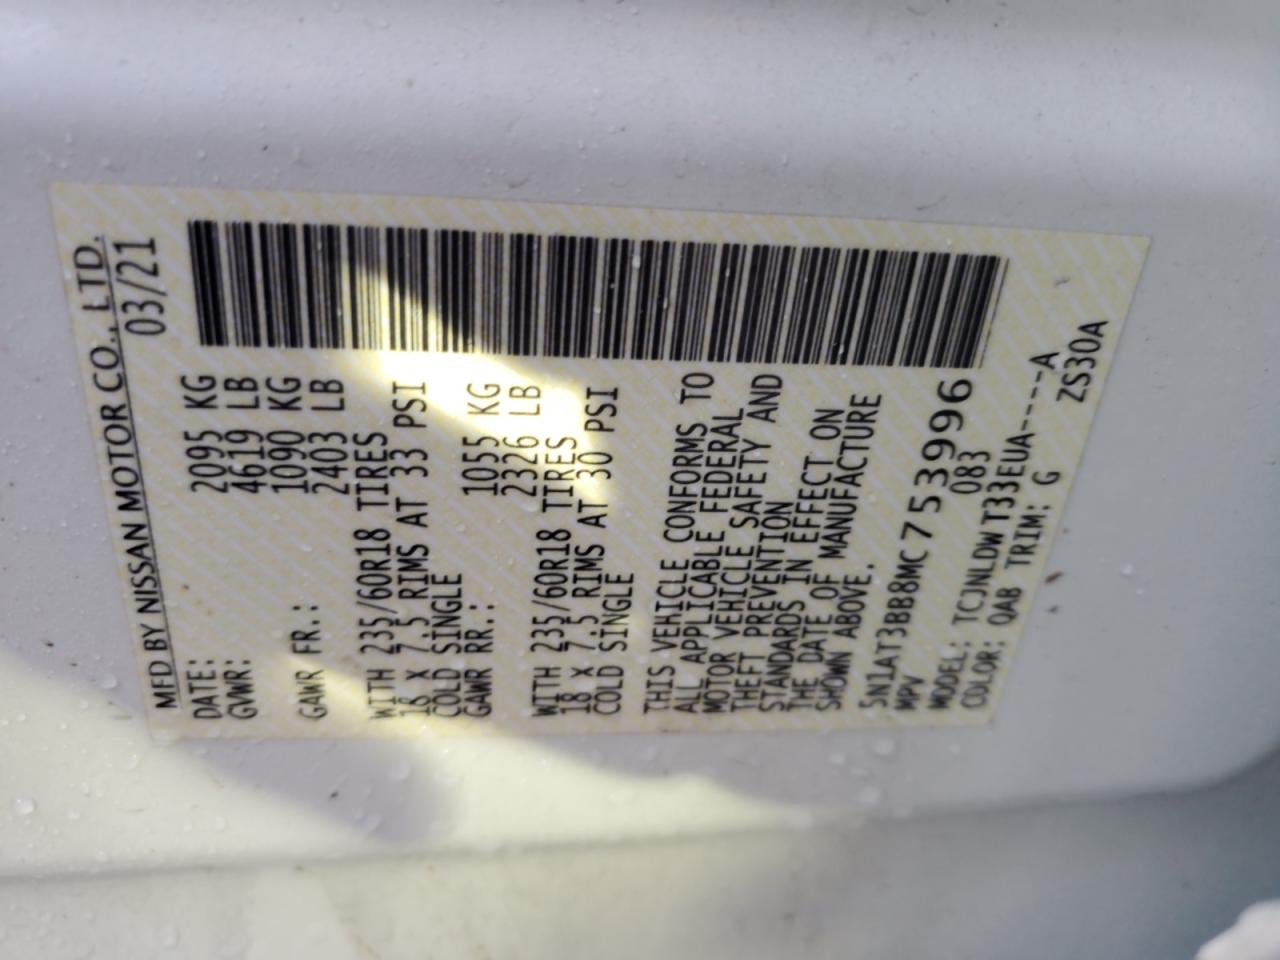 MFD BY NISSAN MOTOR CO., LTD.
DATE: 03/21
GVWR: 2095 KG
4619 LB
GAWR FR.: 1090 KG
2403 LB
WITH 235/60R18 TIRES
18 X 7.5 RIMS AT 33 PSI
COLD SINGLE
GAWR RR.: 1055 KG
2326 LB
WITH 235/60R18 TIRES
18 X 7.5 RIMS AT 30 PSI
COLD SINGLE
THIS VEHICLE CONFORMS TO
ALL APPLICABLE FEDERAL
MOTOR VEHICLE SAFETY AND
THEFT PREVENTION
STANDARDS IN EFFECT ON
THE DATE OF MANUFACTURE
SHOWN ABOVE.
5N1AT3BB8MC753996
MPV 083
MODEL: TCJNLDWT33EUA----A
COLOR: QAB TRIM: G ZS30A